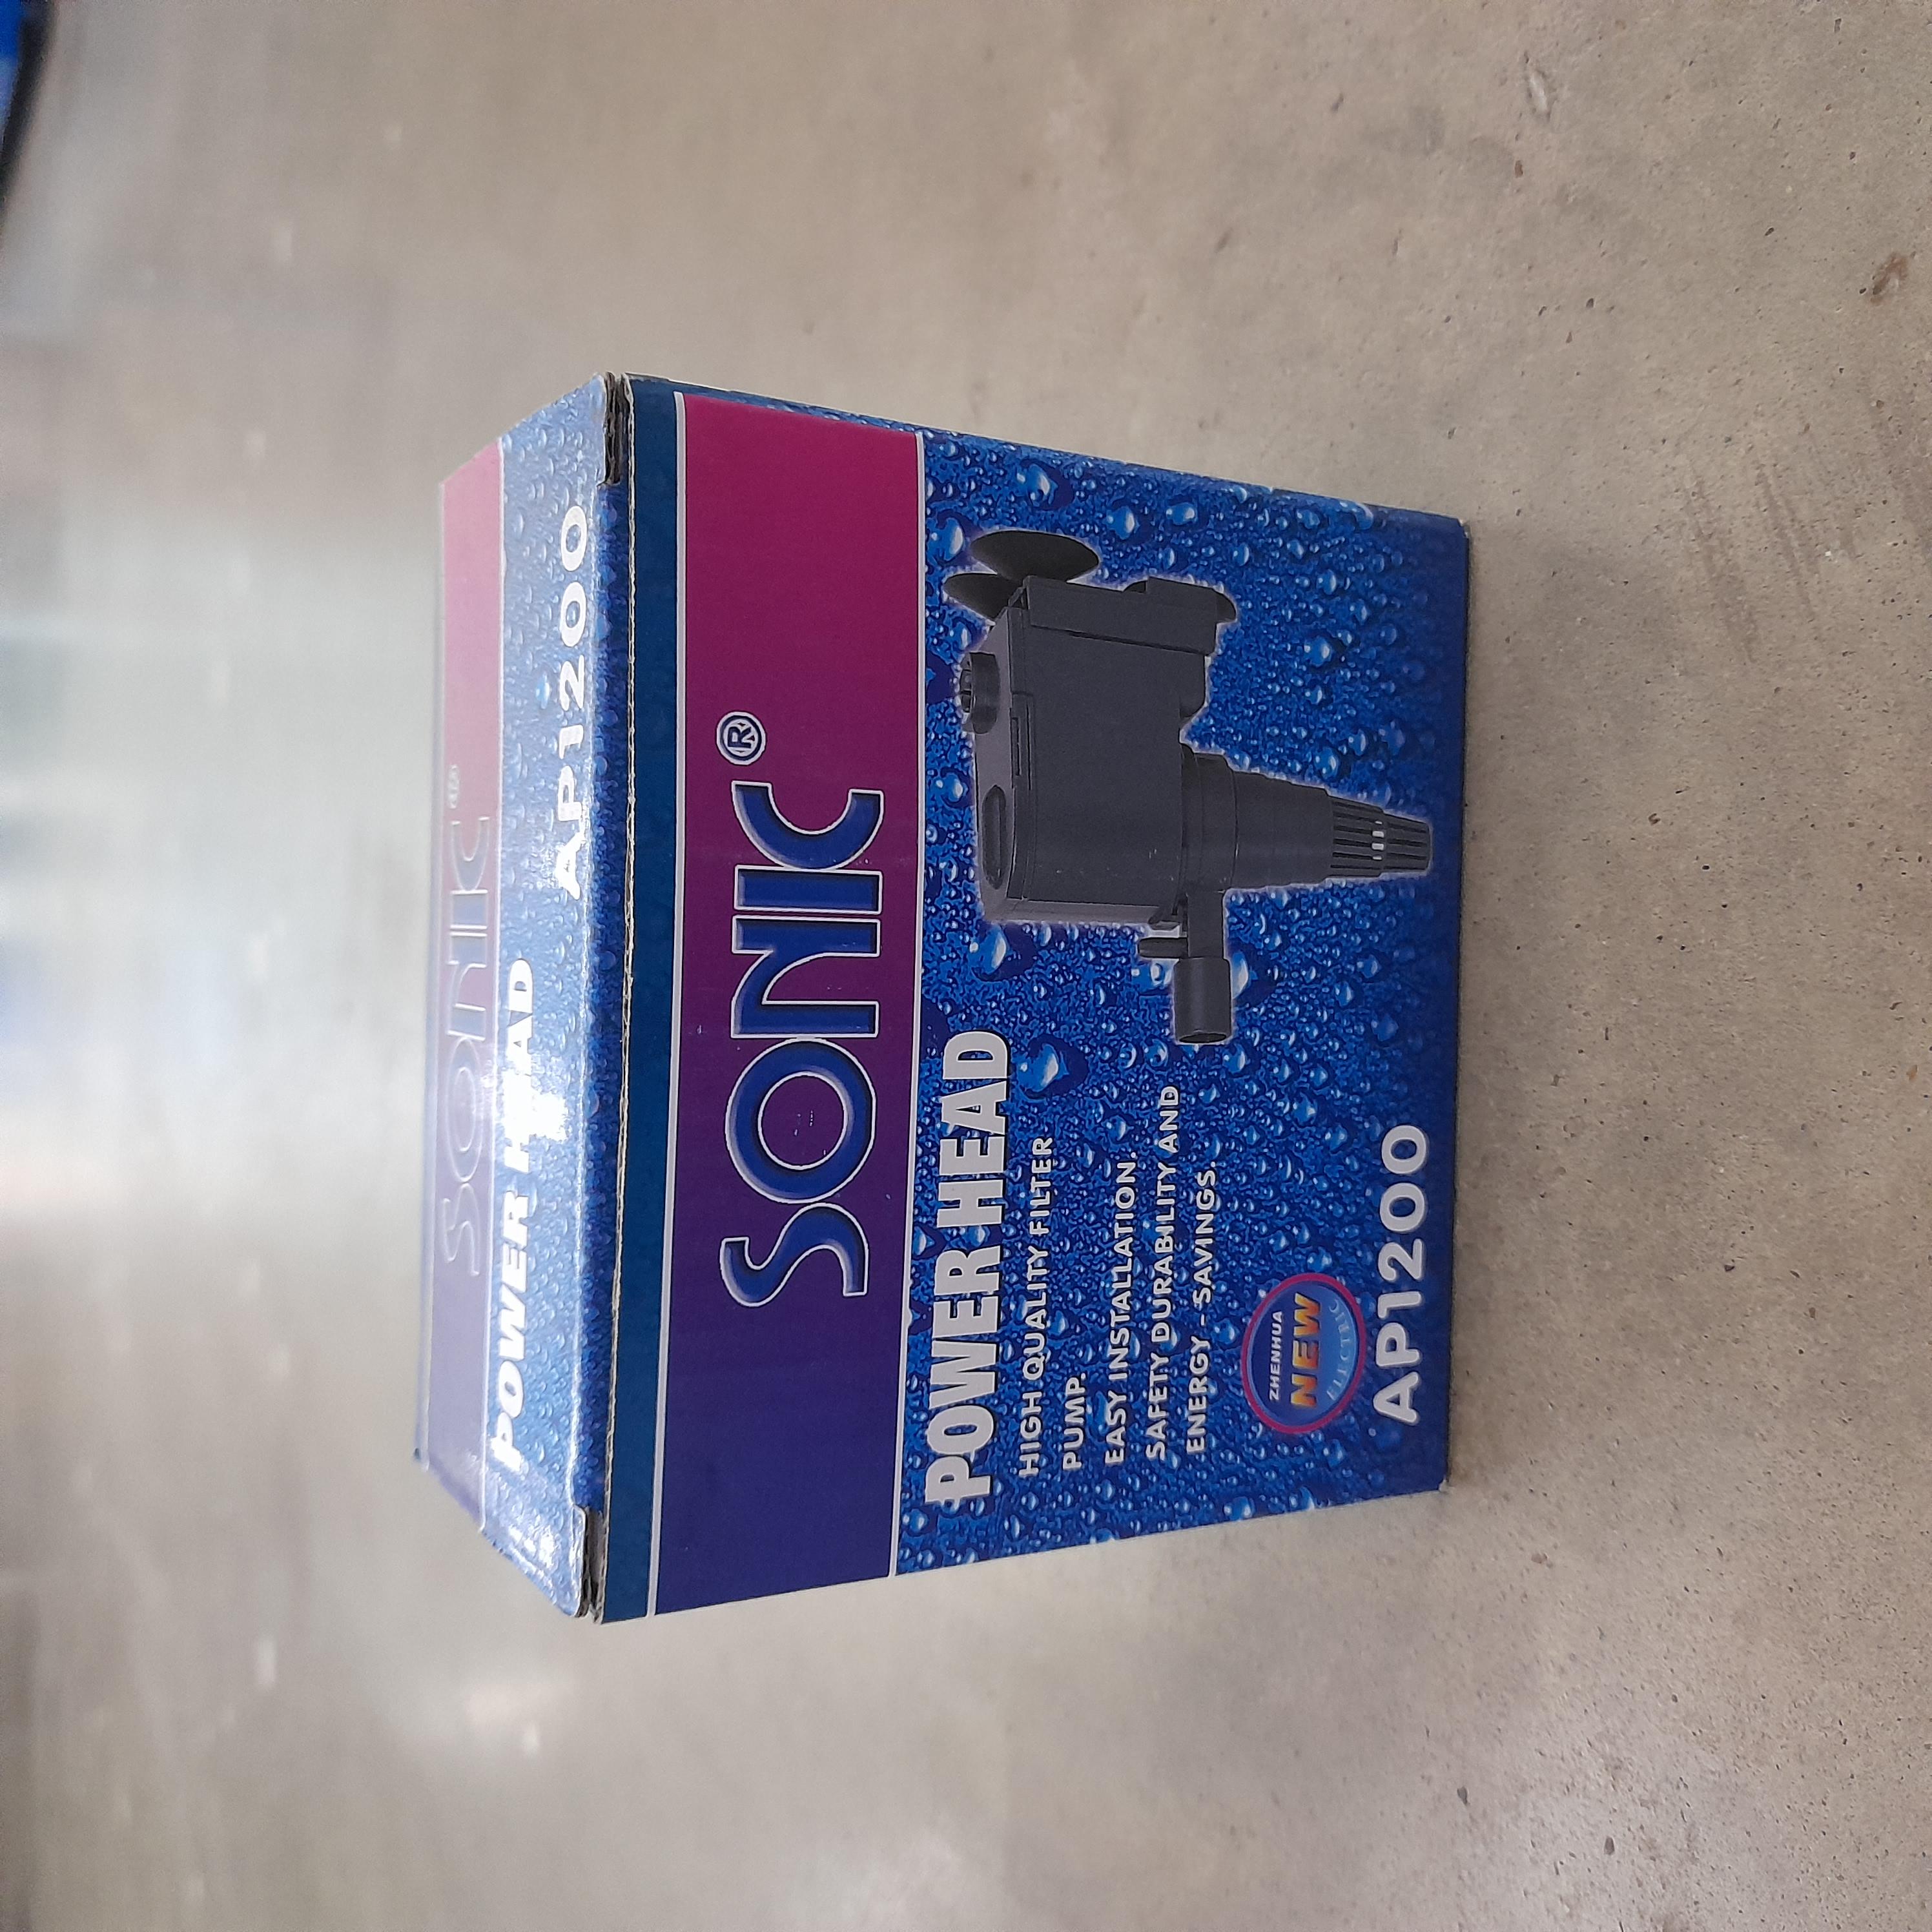 SONIC®
POWER HEAD
AP1200
SONIC®
POWER HEAD
HIGH QUALITY FILTER
PUMP.
EASY INSTALLATION.
SAFETY DURABILITY AND
ENERGY - SAVINGS.
ZHENHUA
NEW
ELECTRIC
AP1200